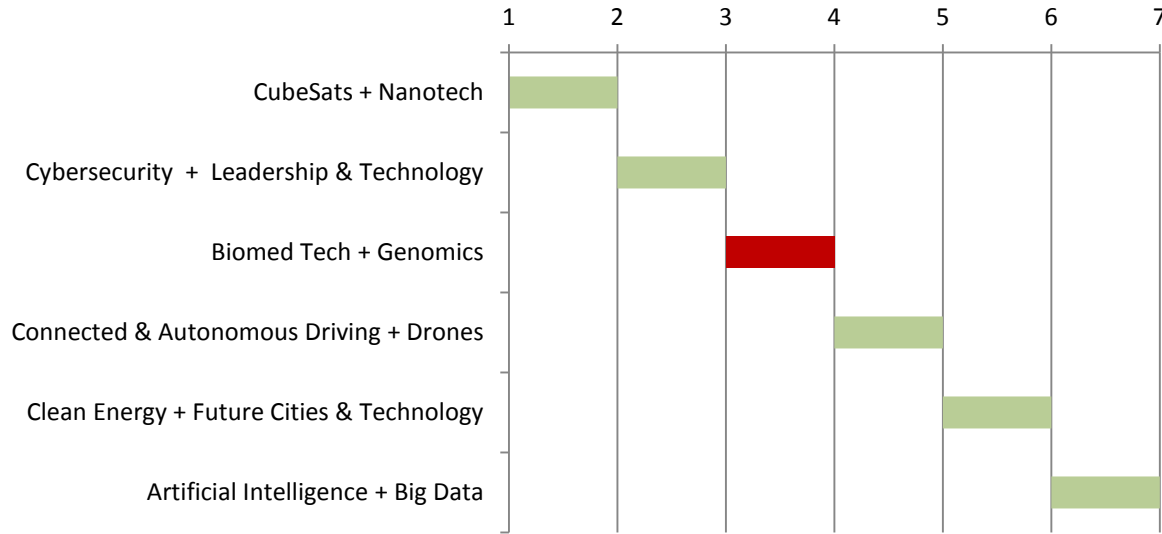 1 2 3 4 5 6 7
CubeSats + Nanotech
Cybersecurity + Leadership & Technology
Biomed Tech + Genomics
Connected & Autonomous Driving + Drones
Clean Energy + Future Cities & Technology
Artificial Intelligence + Big Data